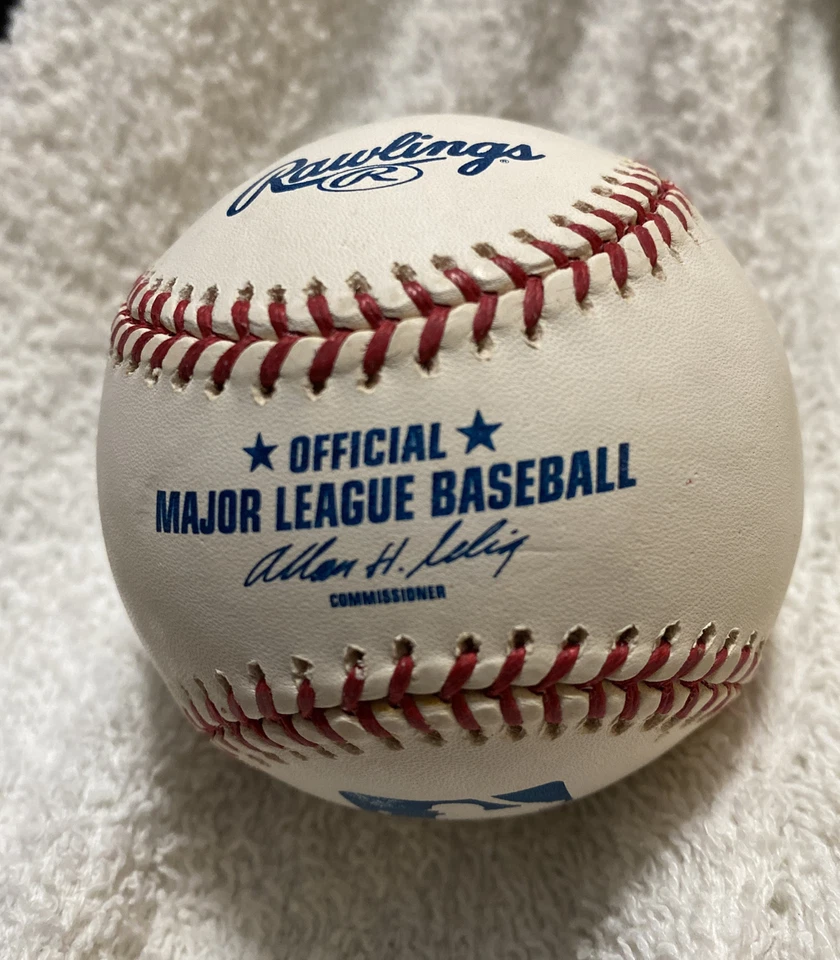 Rawlings
R
★ OFFICIAL ★
MAJOR LEAGUE BASEBALL
Allan H. Selig
COMMISSIONER